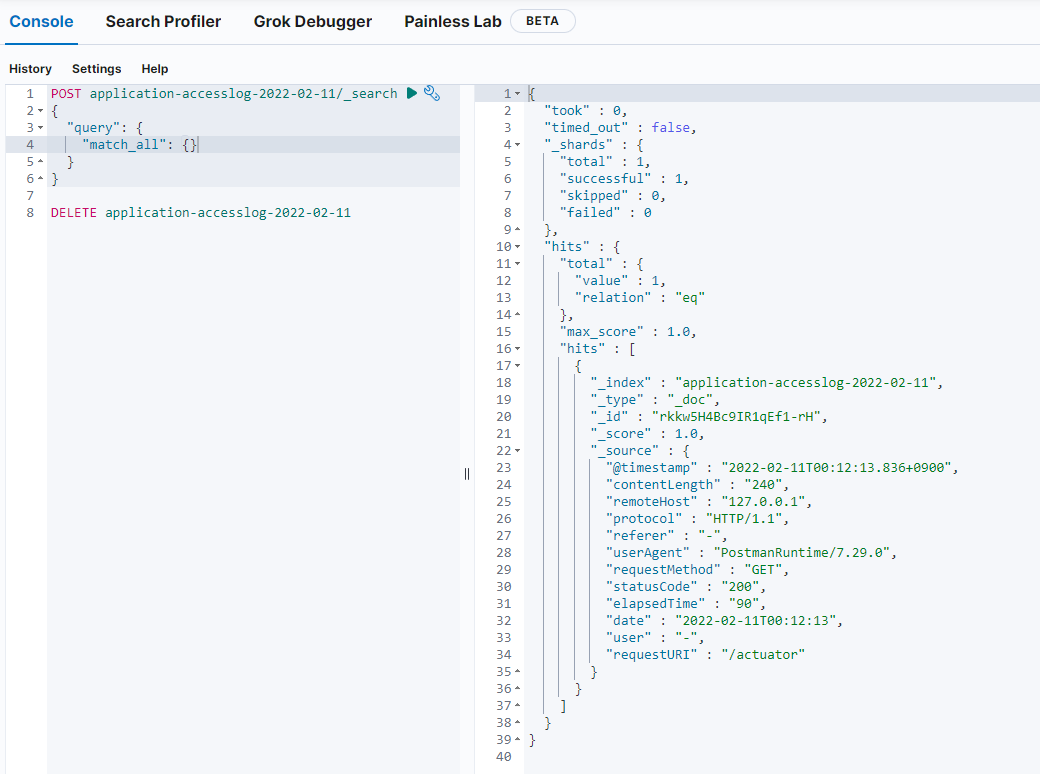 Console Search Profiler Grok Debugger Painless Lab BETA
History Settings Help
1 POST application-accesslog-2022-02-11/_search
2 {
3 "query": {
4 "match_all": {}
5 }
6 }
7
8 DELETE application-accesslog-2022-02-11
1 {
2 "took" : 0,
3 "timed_out" : false,
4 "_shards" : {
5 "total" : 1,
6 "successful" : 1,
7 "skipped" : 0,
8 "failed" : 0
9 },
10 "hits" : {
11 "total" : {
12 "value" : 1,
13 "relation" : "eq"
14 },
15 "max_score" : 1.0,
16 "hits" : [
17 {
18 "_index" : "application-accesslog-2022-02-11",
19 "_type" : "_doc",
20 "_id" : "rkkw5H4Bc9IR1qEf1-rH",
21 "_score" : 1.0,
22 "_source" : {
23 "@timestamp" : "2022-02-11T00:12:13.836+0900",
24 "contentLength" : "240",
25 "remoteHost" : "127.0.0.1",
26 "protocol" : "HTTP/1.1",
27 "referer" : "-",
28 "userAgent" : "PostmanRuntime/7.29.0",
29 "requestMethod" : "GET",
30 "statusCode" : "200",
31 "elapsedTime" : "90",
32 "date" : "2022-02-11T00:12:13",
33 "user" : "-",
34 "requestURI" : "/actuator"
35 }
36 }
37 ]
38 }
39 }
40